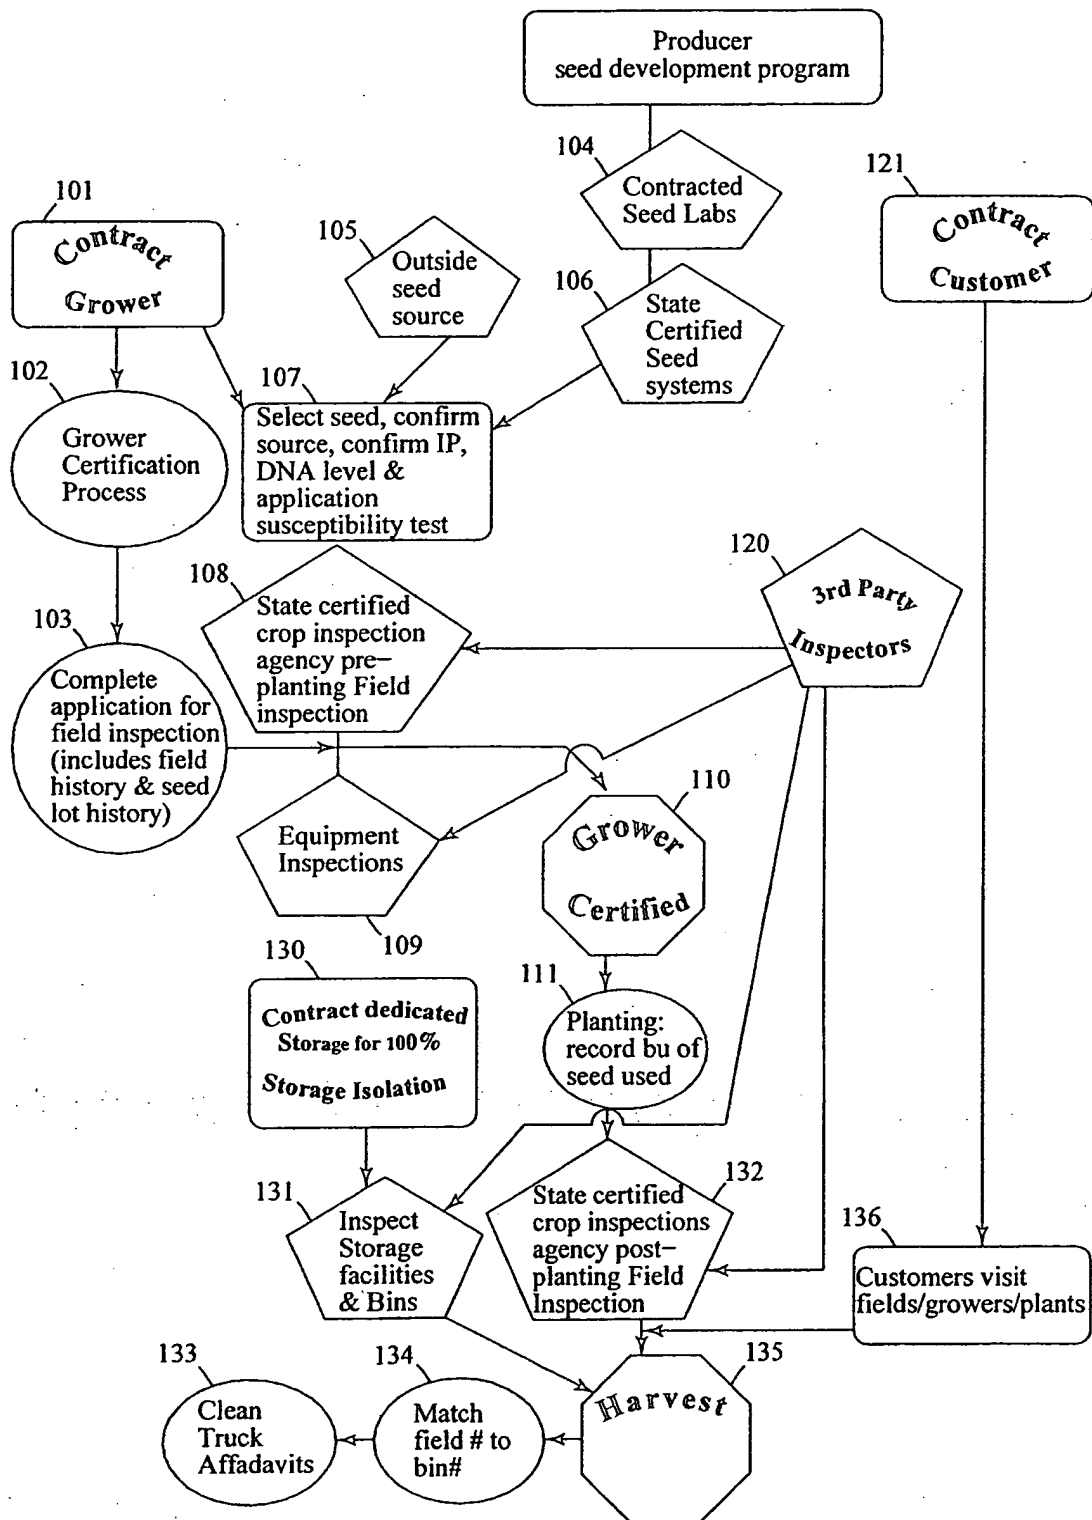 Producer
seed development program
104
Contracted
Seed Labs
121
Contract
Customer
101
Contract
Grower
105
Outside
seed
source
106
State
Certified
Seed
systems
102
Grower
Certification
Process
107
Select seed, confirm
source, confirm IP,
DNA level &
application
susceptibility test
108
State certified
crop inspection
agency pre-
planting Field
inspection
120
3rd Party
Inspectors
103
Complete
application for
field inspection
(includes field
history & seed
lot history)
Equipment
Inspections
109
110
Grower
Certified
130
Contract dedicated
Storage for 100%
Storage Isolation
111
Planting:
record bu of
seed used
131
Inspect
Storage
facilities
& Bins
132
State certified
crop inspections
agency post-
planting Field
Inspection
136
Customers visit
fields/growers/plants
133
Clean
Truck
Affadavits
134
Match
field # to
bin#
135
Harvest